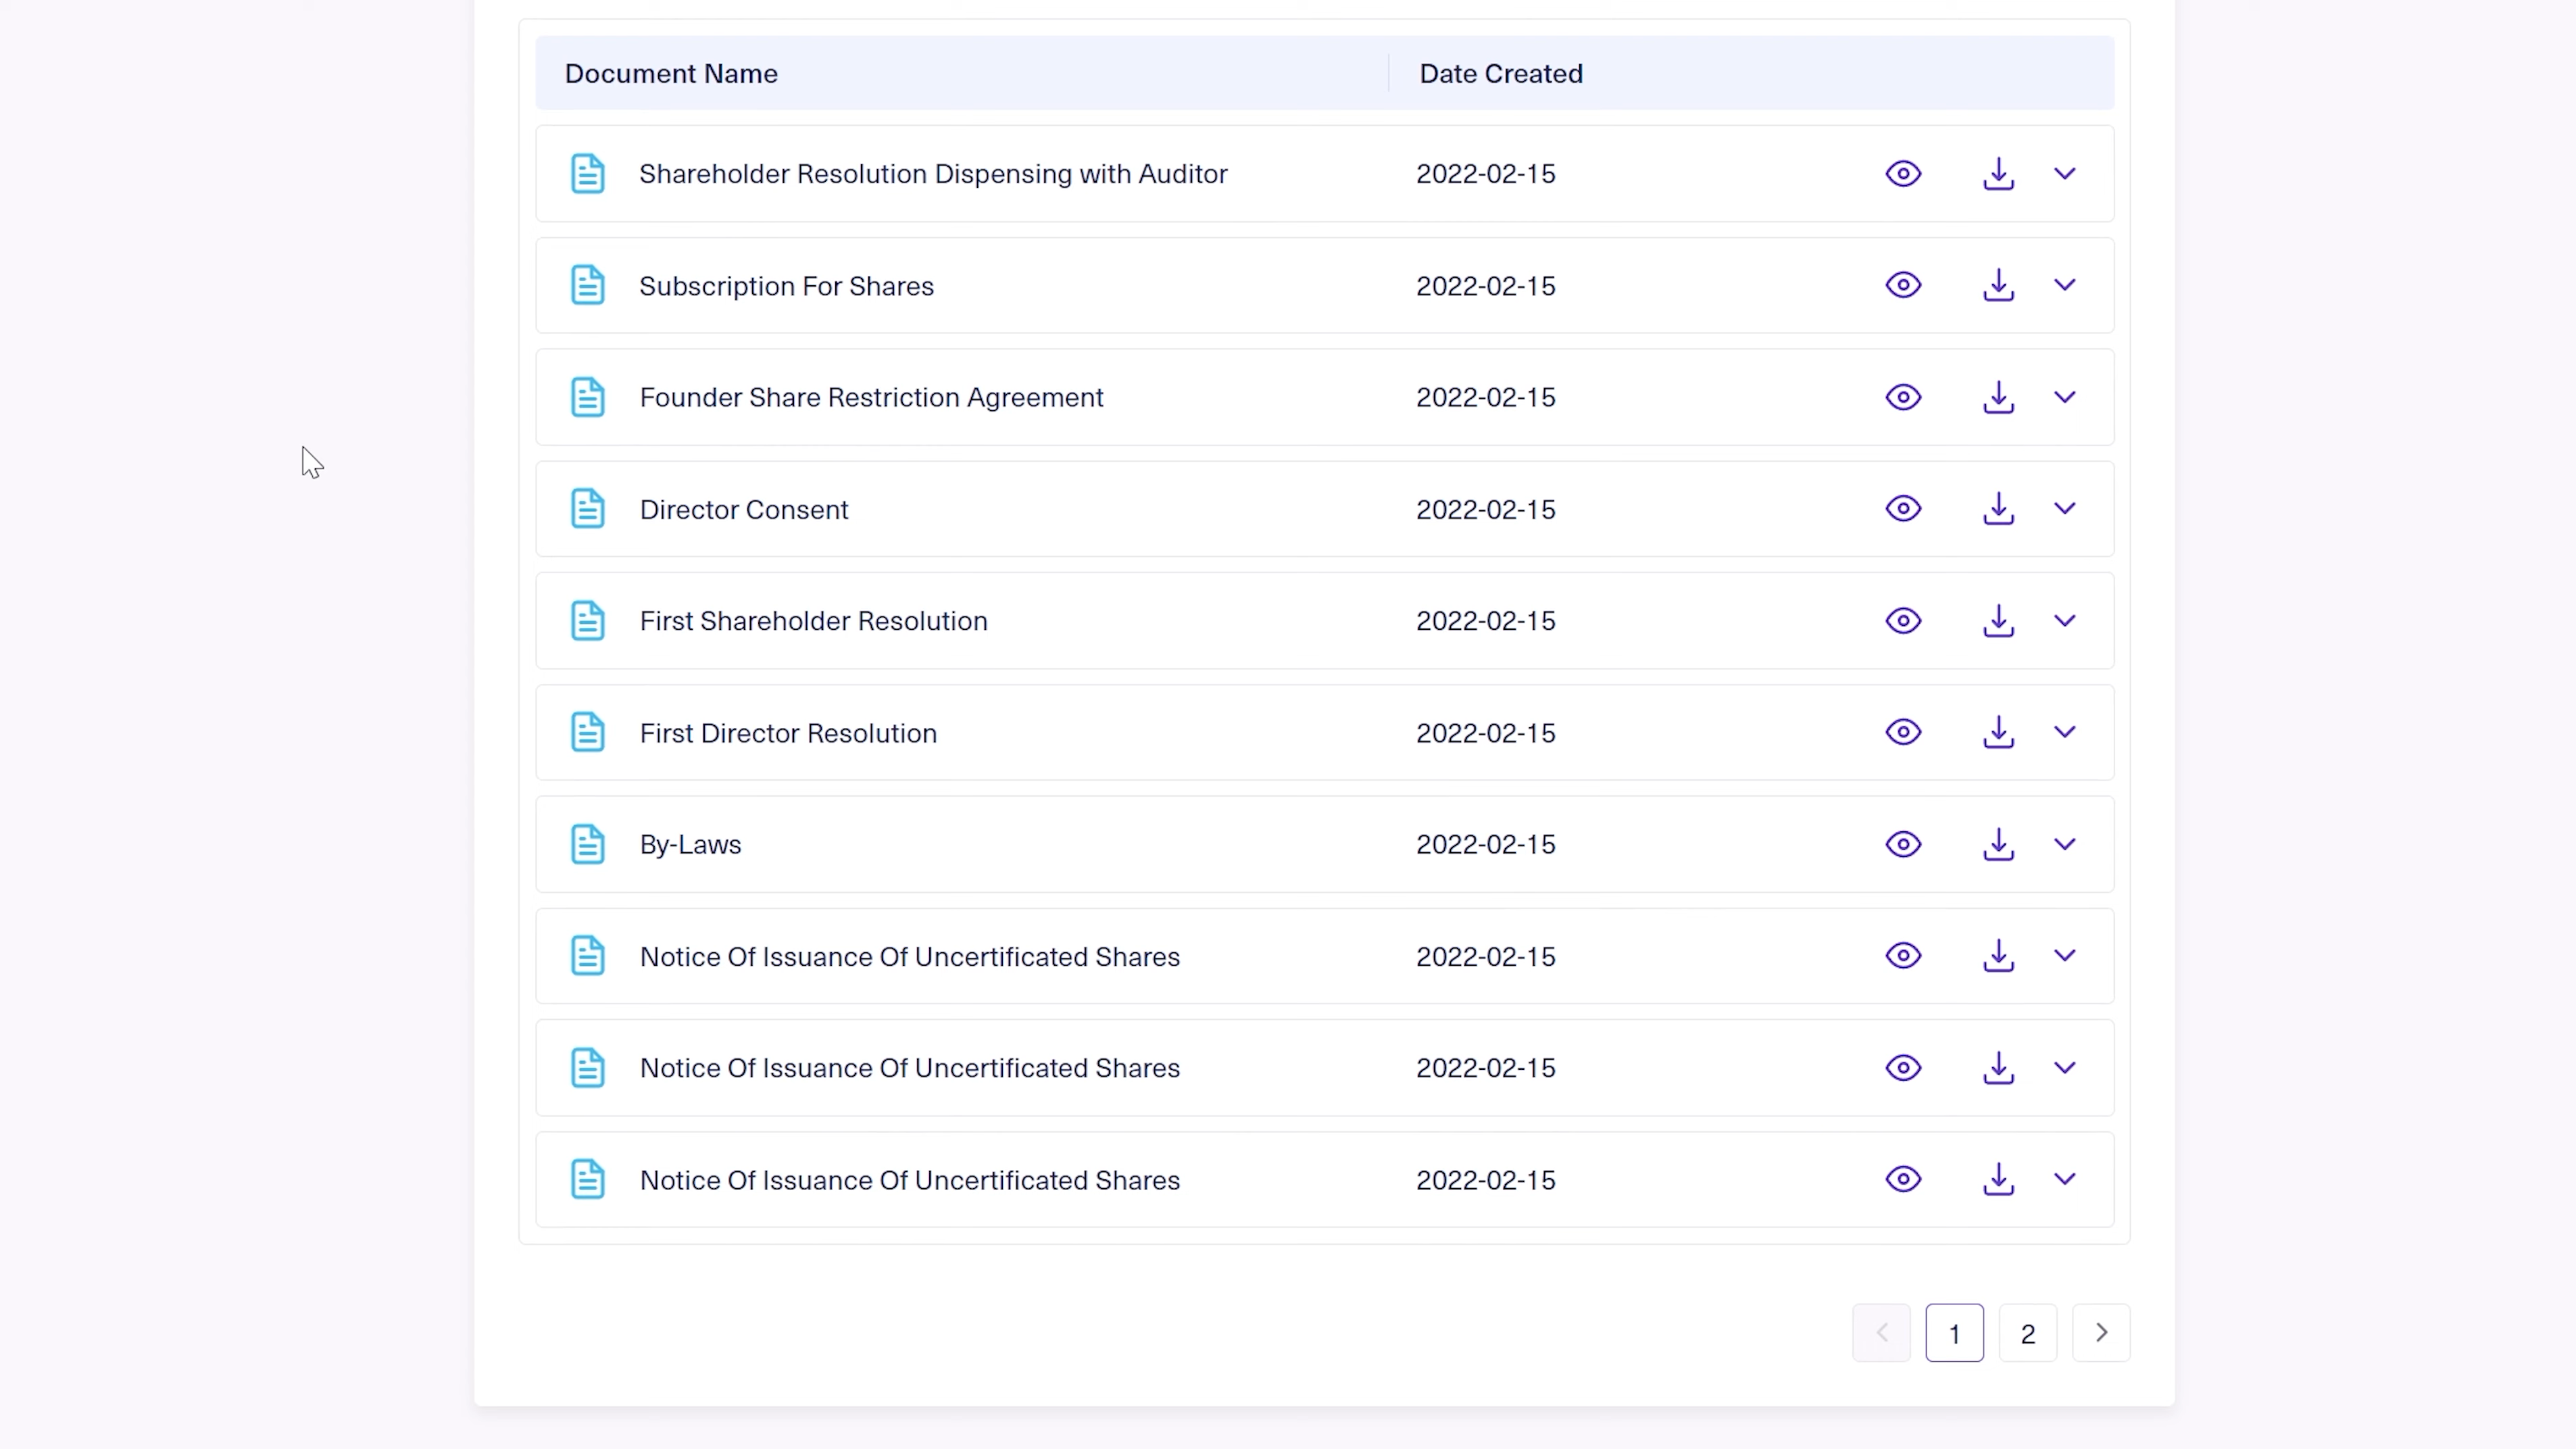 Document Name Date Created
Shareholder Resolution Dispensing with Auditor 2022-02-15
Subscription For Shares 2022-02-15
Founder Share Restriction Agreement 2022-02-15
Director Consent 2022-02-15
First Shareholder Resolution 2022-02-15
First Director Resolution 2022-02-15
By-Laws 2022-02-15
Notice Of Issuance Of Uncertificated Shares 2022-02-15
Notice Of Issuance Of Uncertificated Shares 2022-02-15
Notice Of Issuance Of Uncertificated Shares 2022-02-15
1 2